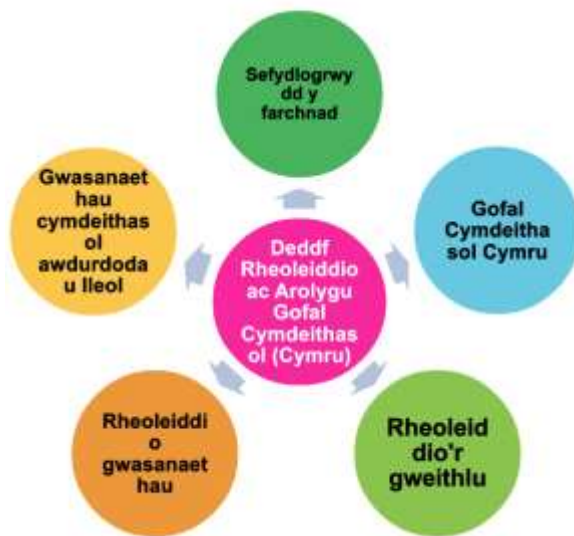 Sefydlogrwy
dd y
farchnad
Gwasanaet
hau
cymdeithas
ol
awdurdoda
u lleol
Gofal
Cymdeitha
sol Cymru
Deddf
Rheoleiddio
ac Arolygu
Gofal
Cymdeithas
ol (Cymru)
Rheoleiddi
o
gwasanaet
hau
Rheoleid
dio'r
gweithlu